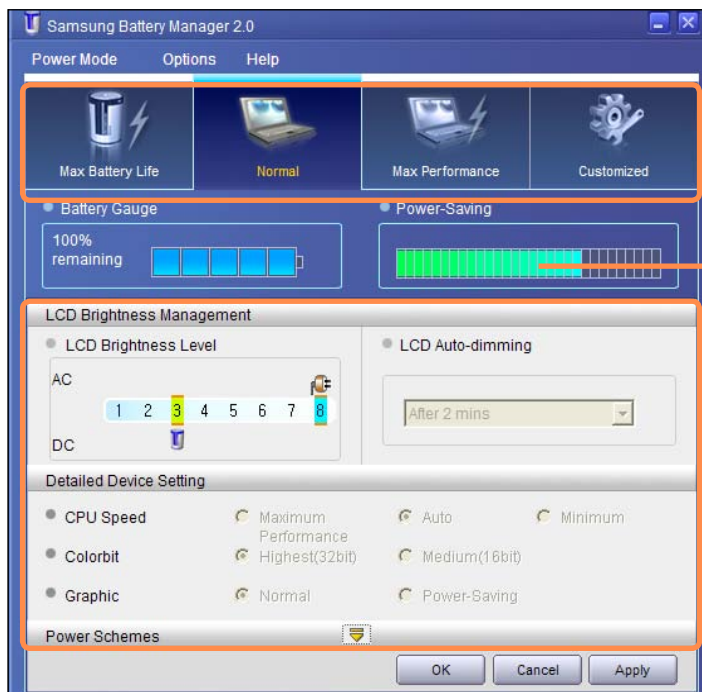 Samsung Battery Manager 2.0
Power Mode Options Help
Max Battery Life Normal Max Performance Customized
Battery Gauge Power-Saving
100%
remaining
LCD Brightness Management
LCD Brightness Level LCD Auto-dimming
AC
1 2 3 4 5 6 7 8
After 2 mins
DC
Detailed Device Setting
CPU Speed Maximum Performance Auto Minimum
Colorbit Highest(32bit) Medium(16bit)
Graphic Normal Power-Saving
Power Schemes
OK Cancel Apply